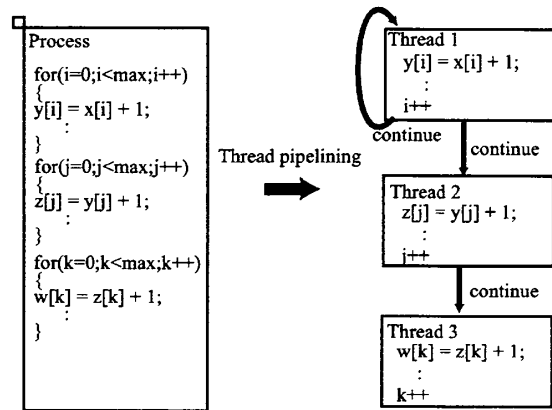 Process
for(i=0;i<max;i++)
{
y[i] = x[i] + 1;
:
}
for(j=0;j<max;j++)
{
z[j] = y[j] + 1;
:
}
for(k=0;k<max;k++)
{
w[k] = z[k] + 1;
:
}
Thread pipelining
Thread 1
y[i] = x[i] + 1;
:
i++
continue
continue
Thread 2
z[j] = y[j] + 1;
:
j++
continue
Thread 3
w[k] = z[k] + 1;
:
k++